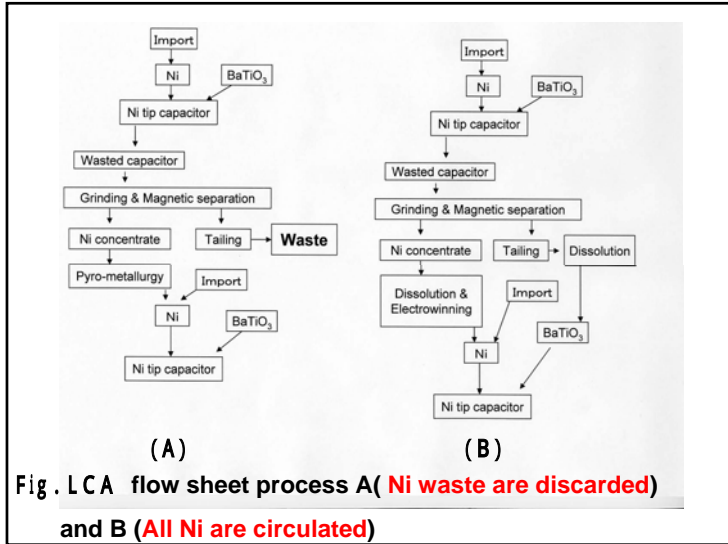 Import
Ni
BaTiO₃
Ni tip capacitor
Wasted capacitor
Grinding & Magnetic separation
Ni concentrate
Tailing
Waste
Pyro-metallurgy
Import
Ni
BaTiO₃
Ni tip capacitor
(A)
Import
Ni
BaTiO₃
Ni tip capacitor
Wasted capacitor
Grinding & Magnetic separation
Ni concentrate
Tailing
Dissolution
Dissolution &
Electrowinning
Import
BaTiO₃
Ni
Ni tip capacitor
(B)
Fig.LCA flow sheet process A( Ni waste are discarded)
and B (All Ni are circulated)